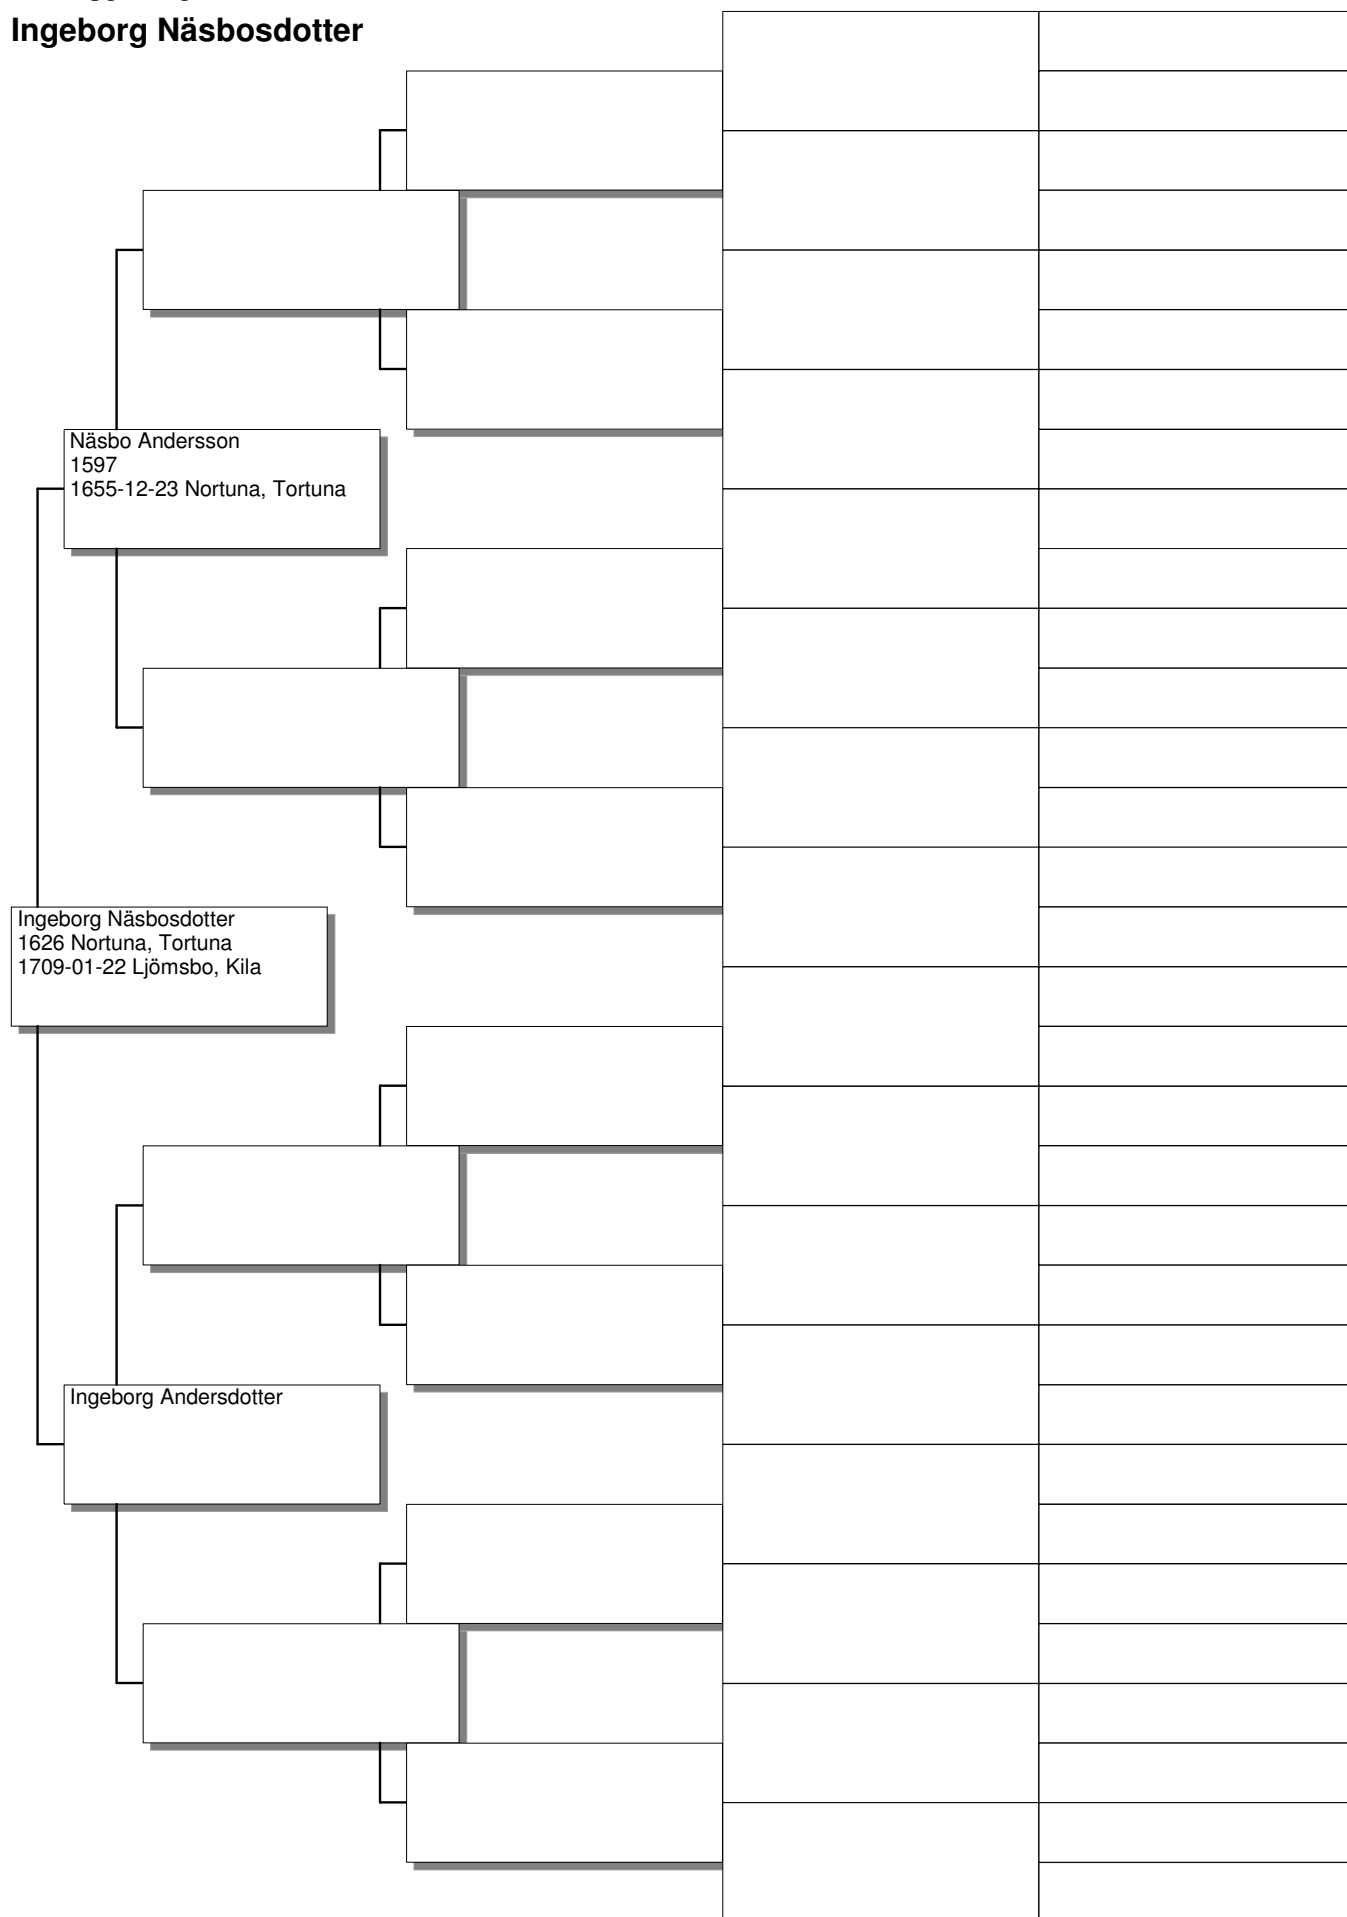 Ingeborg Näsbosdotter
Näsbo Andersson
1597
1655-12-23 Nortuna, Tortuna
Ingeborg Näsbosdotter
1626 Nortuna, Tortuna
1709-01-22 Ljömsbo, Kila
Ingeborg Andersdotter